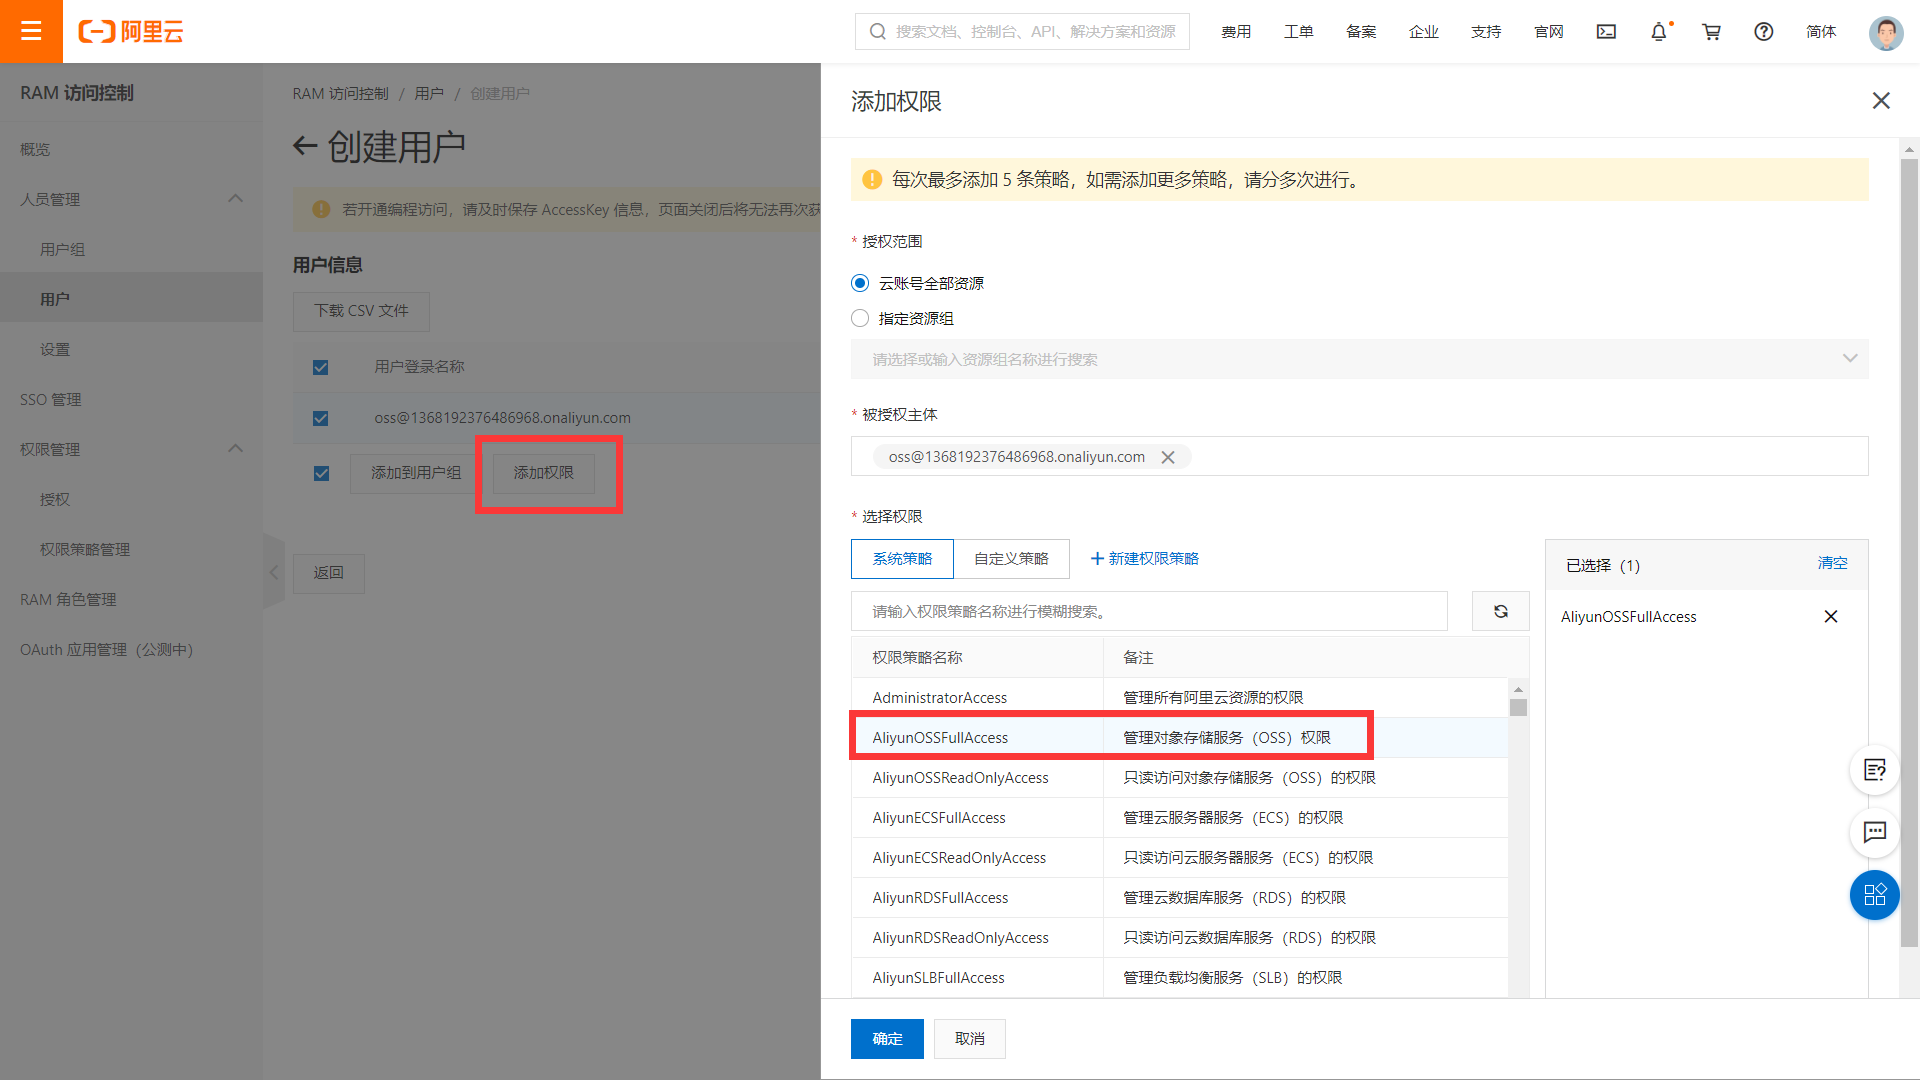 阿里云
搜索文档、控制台、API、解决方案和资源
费用
工单
备案
企业
支持
官网
简体
RAM 访问控制
概览
人员管理
用户组
用户
设置
SSO 管理
权限管理
授权
权限策略管理
RAM 角色管理
OAuth 应用管理（公测中）
RAM 访问控制 / 用户 / 创建用户
创建用户
若开通编程访问，请及时保存 AccessKey 信息，页面关闭后将无法再次获
用户信息
下载 CSV 文件
用户登录名称
oss@1368192376486968.onaliyun.com
添加到用户组
添加权限
返回
添加权限
每次最多添加 5 条策略，如需添加更多策略，请分多次进行。
* 授权范围
云账号全部资源
指定资源组
请选择或输入资源组名称进行搜索
* 被授权主体
oss@1368192376486968.onaliyun.com
* 选择权限
系统策略
自定义策略
新建权限策略
请输入权限策略名称进行模糊搜索。
权限策略名称 备注
AdministratorAccess 管理所有阿里云资源的权限
AliyunOSSFullAccess 管理对象存储服务（OSS）权限
AliyunOSSReadOnlyAccess 只读访问对象存储服务（OSS）的权限
AliyunECSFullAccess 管理云服务器服务（ECS）的权限
AliyunECSReadOnlyAccess 只读访问云服务器服务（ECS）的权限
AliyunRDSFullAccess 管理云数据库服务（RDS）的权限
AliyunRDSReadOnlyAccess 只读访问云数据库服务（RDS）的权限
AliyunSLBFullAccess 管理负载均衡服务（SLB）的权限
已选择（1）
清空
AliyunOSSFullAccess
确定
取消